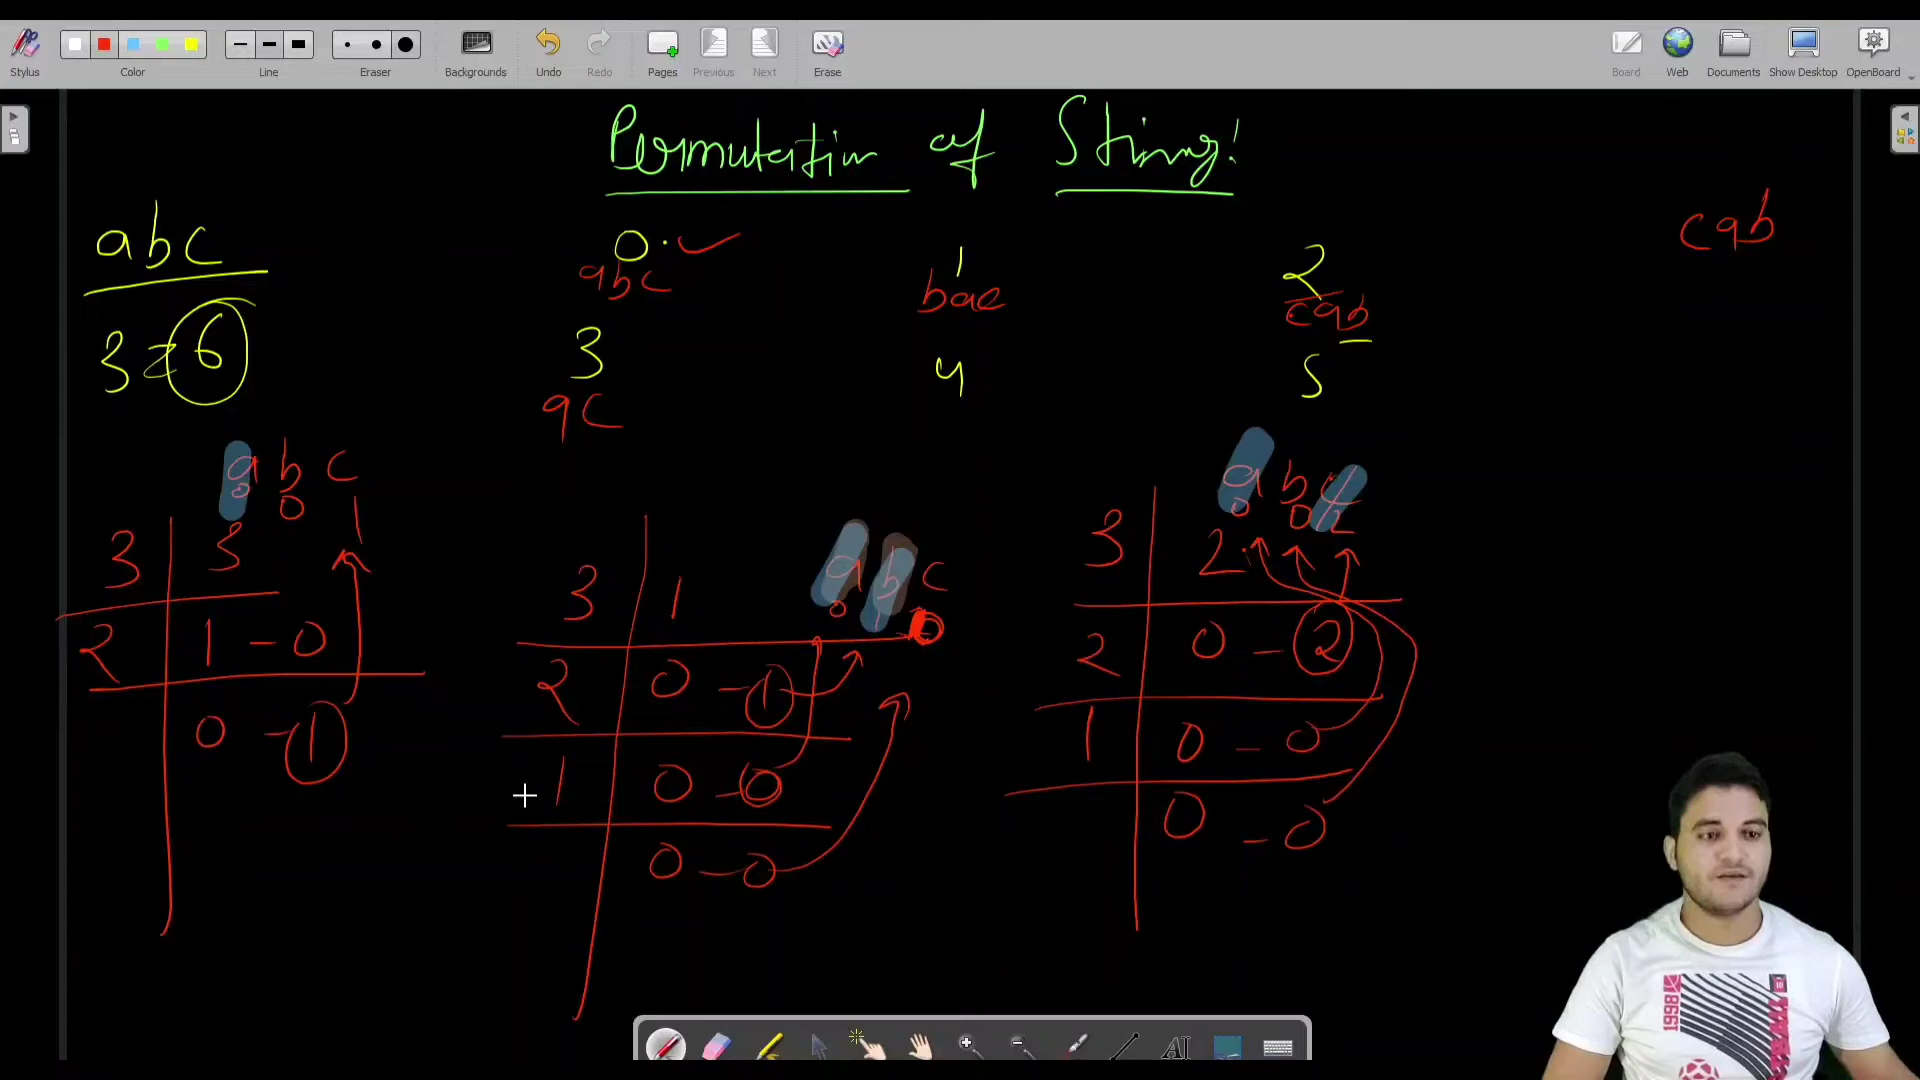 Stylus Color Line Eraser Backgrounds Undo Redo Pages Previous Next Erase Board Web Documents Show Desktop OpenBoard
Permutation of String!
abc 0. 1 2 cab
abc bac cab
3 = 6 3 4 5
ac
a b c a b c
0 0 1 0 0 2
3 3 3 1 a b c 3 2
0 1 0
2 1 - 0 2 0 - 1 2 0 - 2
0 - 1 1 0 - 0 1 0 - 0
0 - 0 0 - 0
1998